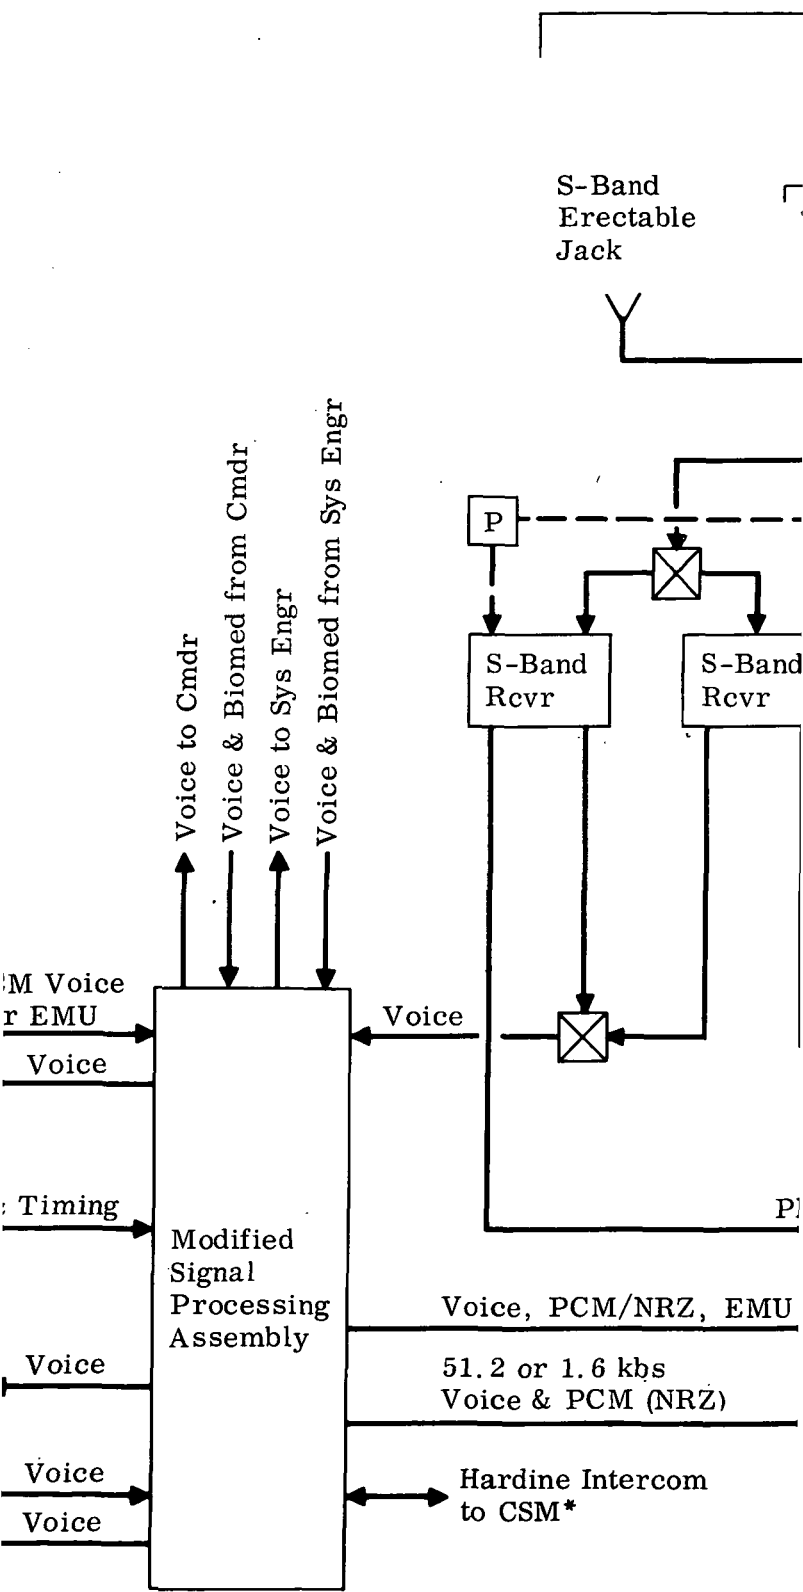 S-Band
Erectable
Jack
Voice to Cmdr
Voice & Biomed from Cmdr
Voice to Sys Engr
Voice & Biomed from Sys Engr
P
S-Band
Rcvr
S-Band
Rcvr
M Voice
r EMU
Voice
Voice
Timing
Modified
Signal
Processing
Assembly
Voice, PCM/NRZ, EMU
Voice
51.2 or 1.6 kbs
Voice & PCM (NRZ)
Voice
Hardine Intercom
to CSM*
Voice